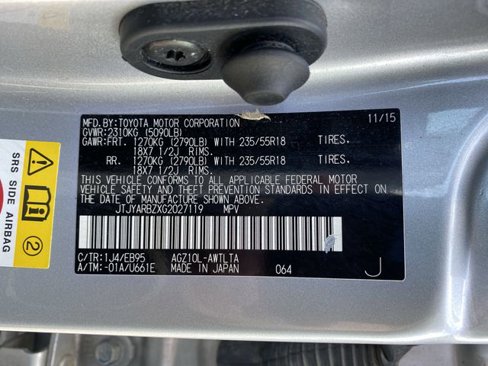 MFD.BY:TOYOTA MOTOR CORPORATION 11/15
GVWR:2310KG (5090LB)
GAWR:FRT. 1270KG (2790LB) WITH 235/55R18 TIRES.
18X7 1/2J RIMS.
RR. 1270KG (2790LB) WITH 235/55R18 TIRES.
18X7 1/2J RIMS.
THIS VEHICLE CONFORMS TO ALL APPLICABLE FEDERAL MOTOR
VEHICLE SAFETY AND THEFT PREVENTION STANDARDS IN EFFECT ON
THE DATE OF MANUFACTURE SHOWN ABOVE.
JTJYARBZXG2027119 MPV
C/TR:1J4/EB95 AGZ10L-AWTLTA
A/TM:-01A/U661E MADE IN JAPAN 064 J
SRS SIDE AIRBAG
2